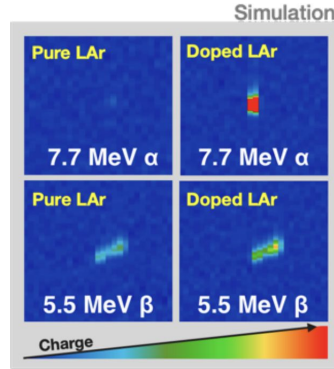 Simulation
Pure LAr
Doped LAr
7.7 MeV α
7.7 MeV α
Pure LAr
Doped LAr
5.5 MeV β
5.5 MeV β
Charge